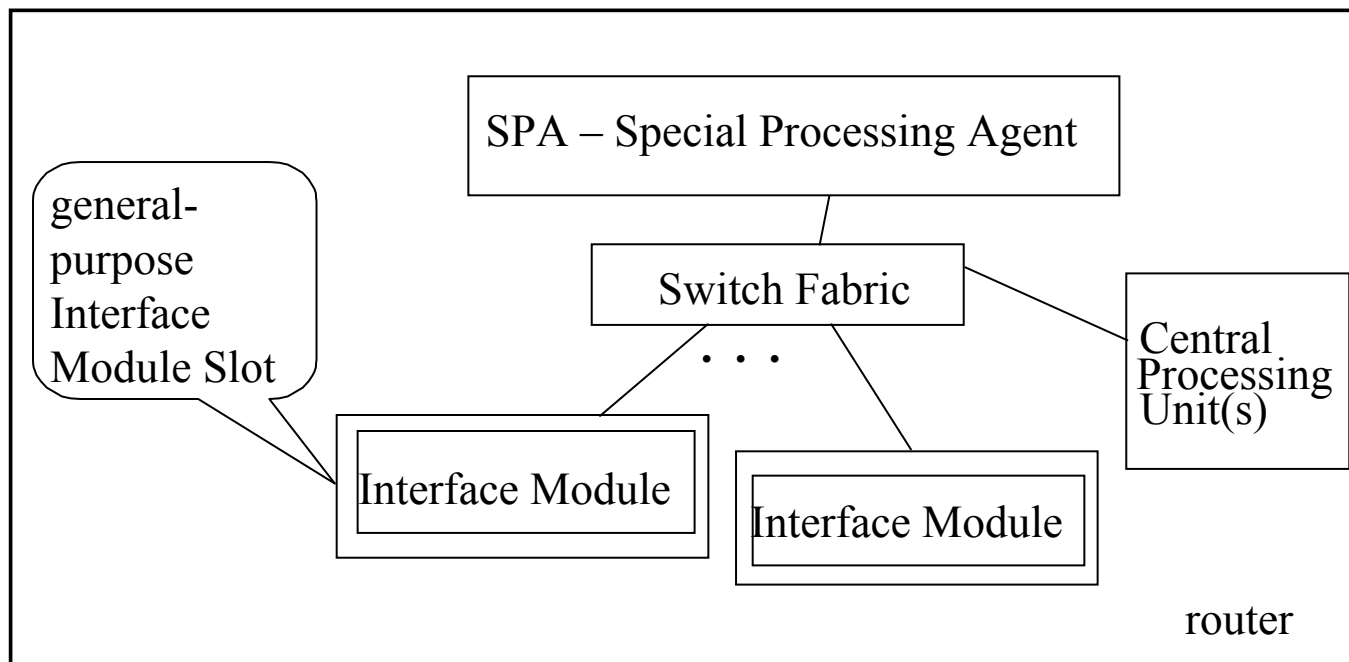 SPA – Special Processing Agent
general-
purpose
Interface
Module Slot
Switch Fabric
. . .
Central
Processing
Unit(s)
Interface Module
Interface Module
router